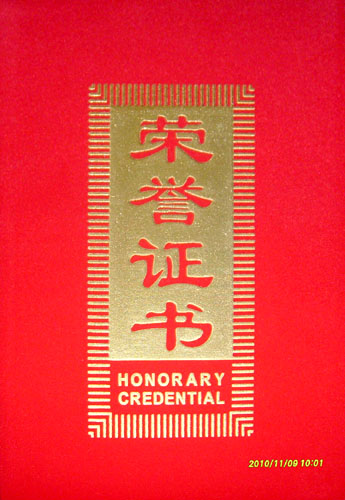 荣誉证书
HONORARY
CREDENTIAL
2010/11/09 10:01